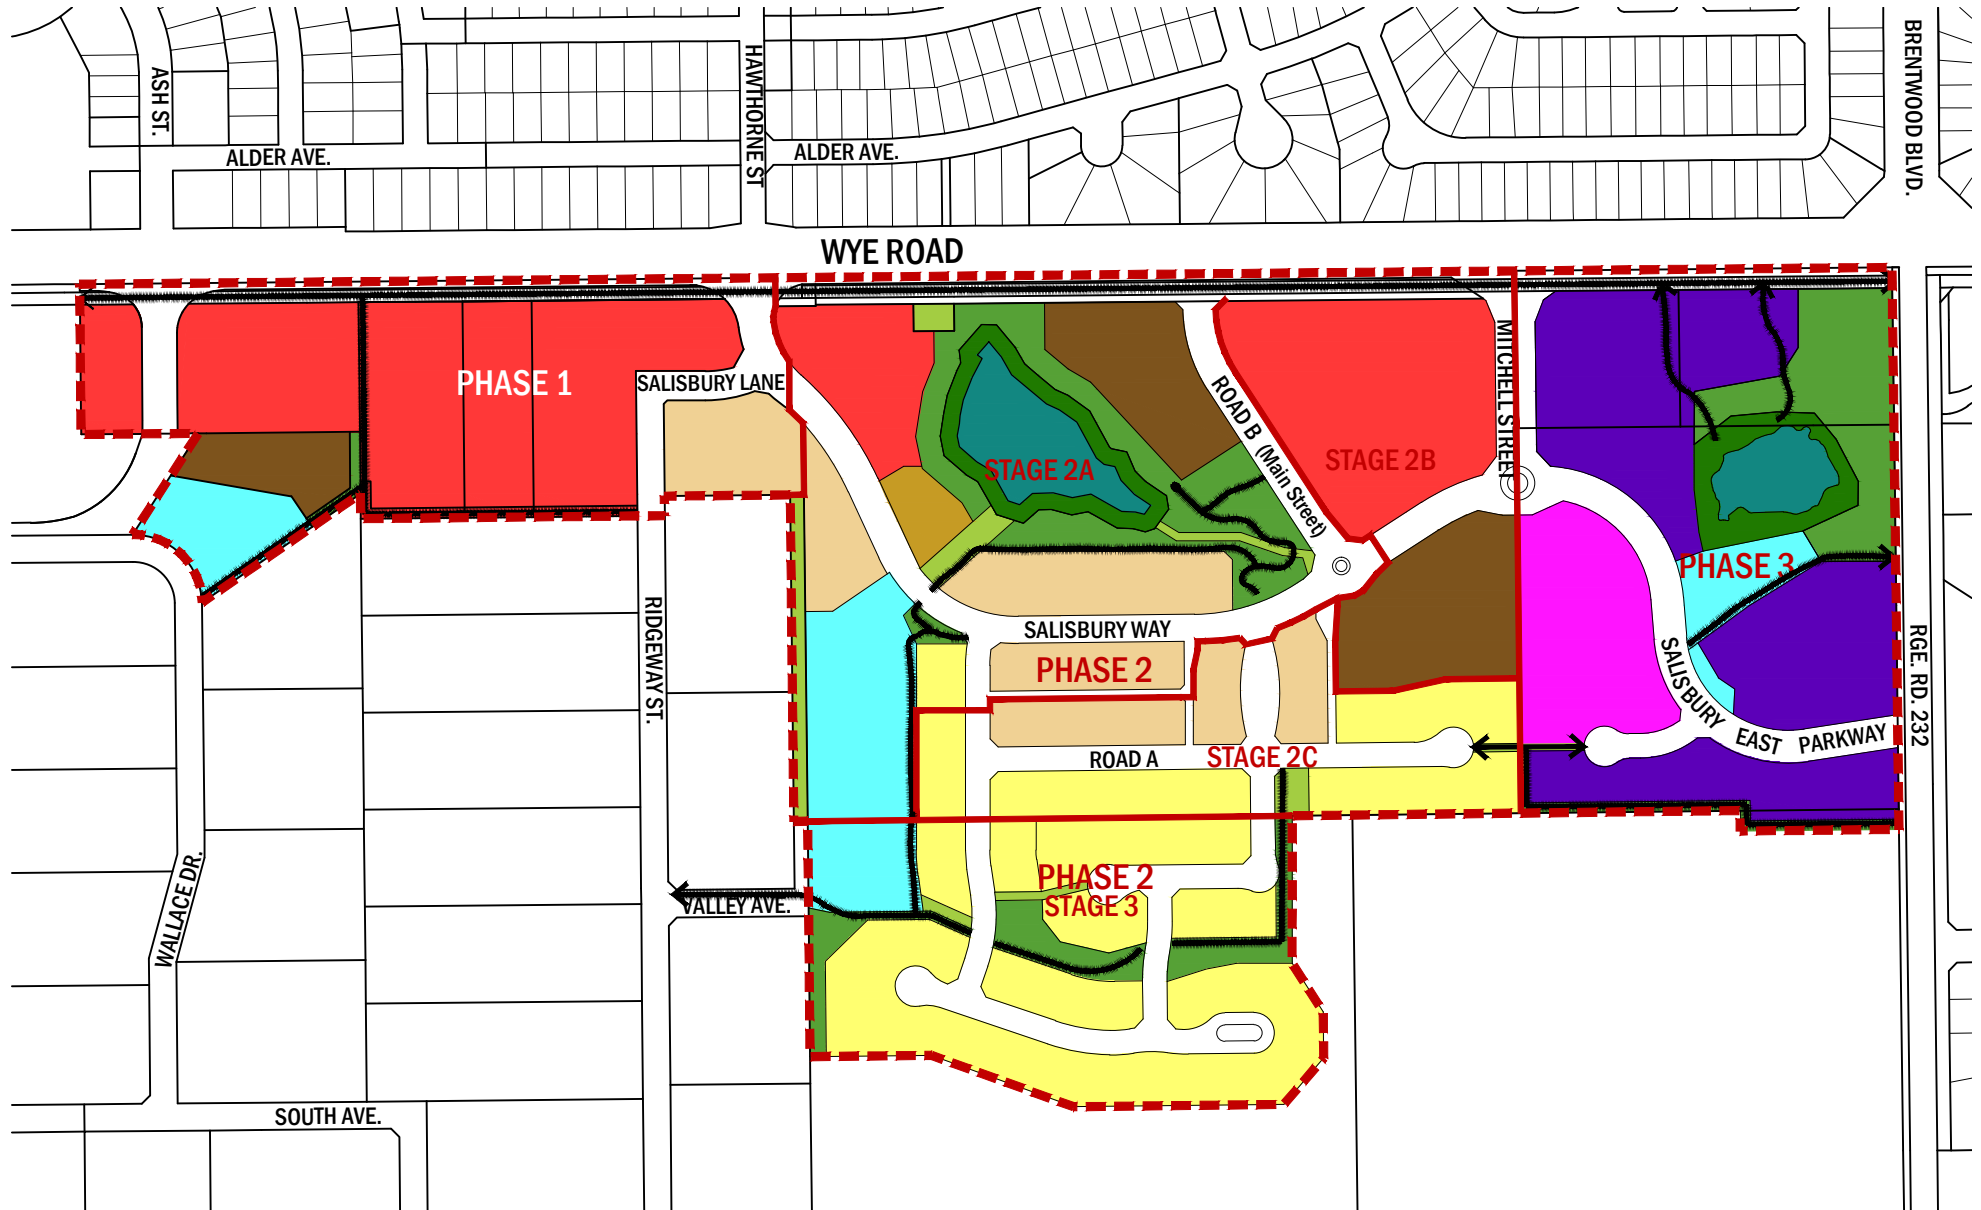 BRENTWOOD BLVD.
HAWTHORNE ST
ASH ST.
ALDER AVE.
ALDER AVE.
WYE ROAD
PHASE 1
SALISBURY LANE
MITCHELL STREET
ROAD B (Main Street)
STAGE 2A
STAGE 2B
PHASE 3
RIDGEWAY ST.
SALISBURY WAY
PHASE 2
RGE. RD. 232
SALISBURY EAST PARKWAY
ROAD A
STAGE 2C
PHASE 2
STAGE 3
VALLEY AVE.
WALLACE DR.
SOUTH AVE.